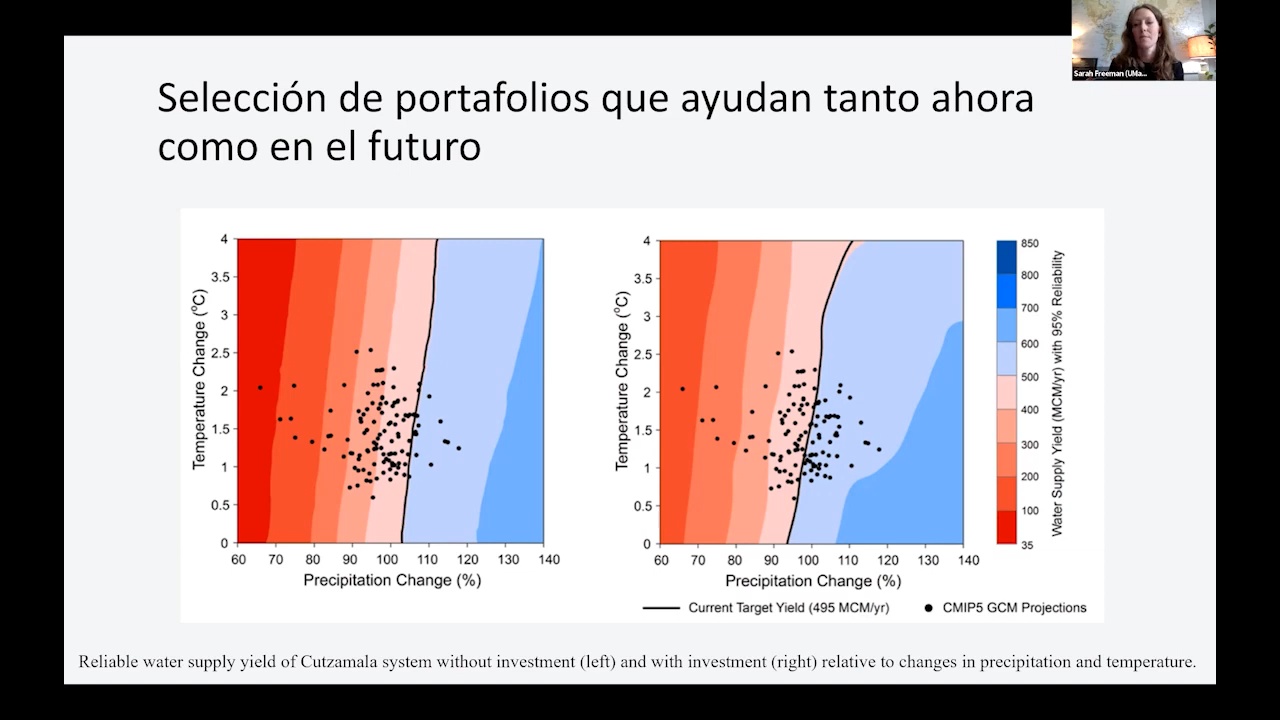 Sarah Freeman (UMa...
Selección de portafolios que ayudan tanto ahora
como en el futuro
4
3.5
3
2.5
2
1.5
1
0.5
0
Temperature Change (°C)
60 70 80 90 100 110 120 130 140
Precipitation Change (%)
4
3.5
3
2.5
2
1.5
1
0.5
0
Temperature Change (°C)
60 70 80 90 100 110 120 130 140
Precipitation Change (%)
850
800
700
600
500
400
300
200
100
35
Water Supply Yield (MCM/yr) with 95% Reliability
Current Target Yield (495 MCM/yr)
CMIP5 GCM Projections
Reliable water supply yield of Cutzamala system without investment (left) and with investment (right) relative to changes in precipitation and temperature.